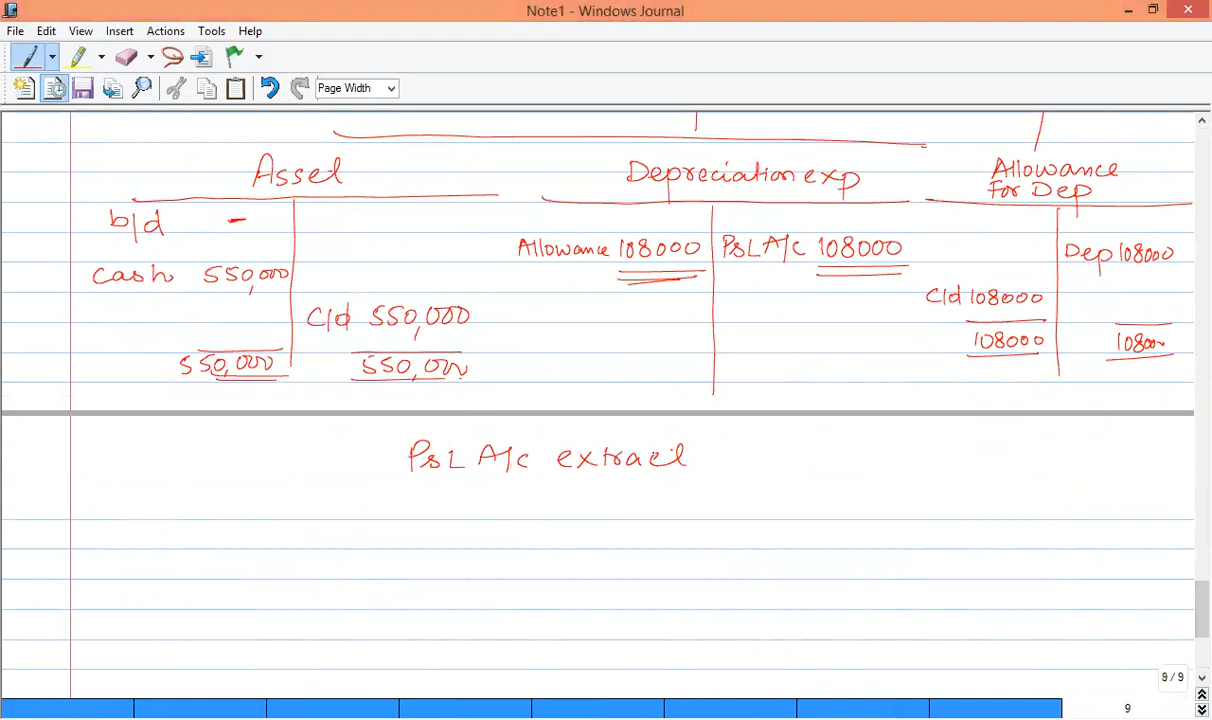 Note1 - Windows Journal
File Edit View Insert Actions Tools Help
Page Width
Asset Depreciation exp Allowance
For Dep
b/d -
Allowance 108000 P&L A/c 108000 Dep 108000
cash 550,000
C/d 108000
C/d 550,000
108000 108000
550,000 550,000
P&L A/c extract
9 / 9
9